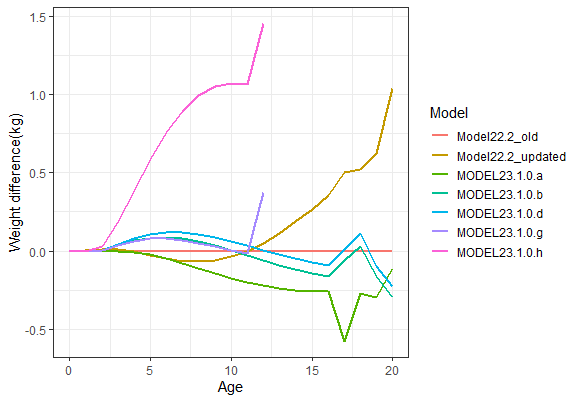 1.5
1.0
0.5
0.0
-0.5
Weight difference(kg)
0
5
10
15
20
Age
Model
Model22.2_old
Model22.2_updated
MODEL23.1.0.a
MODEL23.1.0.b
MODEL23.1.0.d
MODEL23.1.0.g
MODEL23.1.0.h